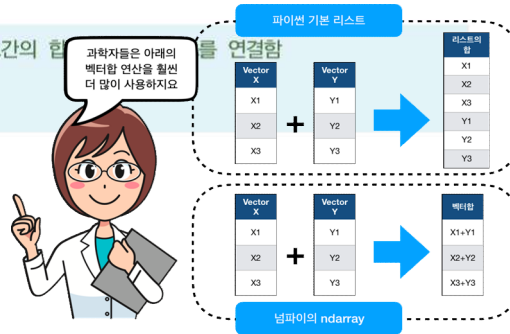 간의 합
를 연결함
과학자들은 아래의
벡터합 연산을 훨씬
더 많이 사용하지요
파이썬 기본 리스트
Vector
X
X1
X2
X3
+
Vector
Y
Y1
Y2
Y3
리스트의
합
X1
X2
X3
Y1
Y2
Y3
Vector
X
X1
X2
X3
+
Vector
Y
Y1
Y2
Y3
벡터합
X1+Y1
X2+Y2
X3+Y3
넘파이의 ndarray